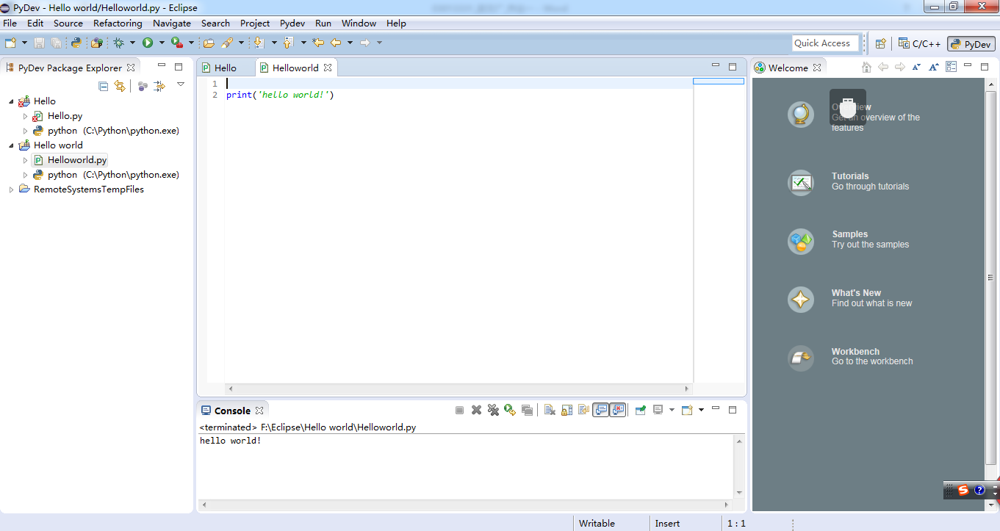 PyDev - Hello world/Helloworld.py - Eclipse
File Edit Source Refactoring Navigate Search Project Pydev Run Window Help
Quick Access
C/C++
PyDev
PyDev Package Explorer
Hello
Hello.py
python (C:\Python\python.exe)
Hello world
Helloworld.py
python (C:\Python\python.exe)
RemoteSystemsTempFiles
Hello
Helloworld
1
2 print('hello world!')
Console
<terminated> F:\Eclipse\Hello world\Helloworld.py
hello world!
Welcome
Overview
Get an overview of the
features
Tutorials
Go through tutorials
Samples
Try out the samples
What's New
Find out what is new
Workbench
Go to the workbench
Writable
Insert
1 : 1